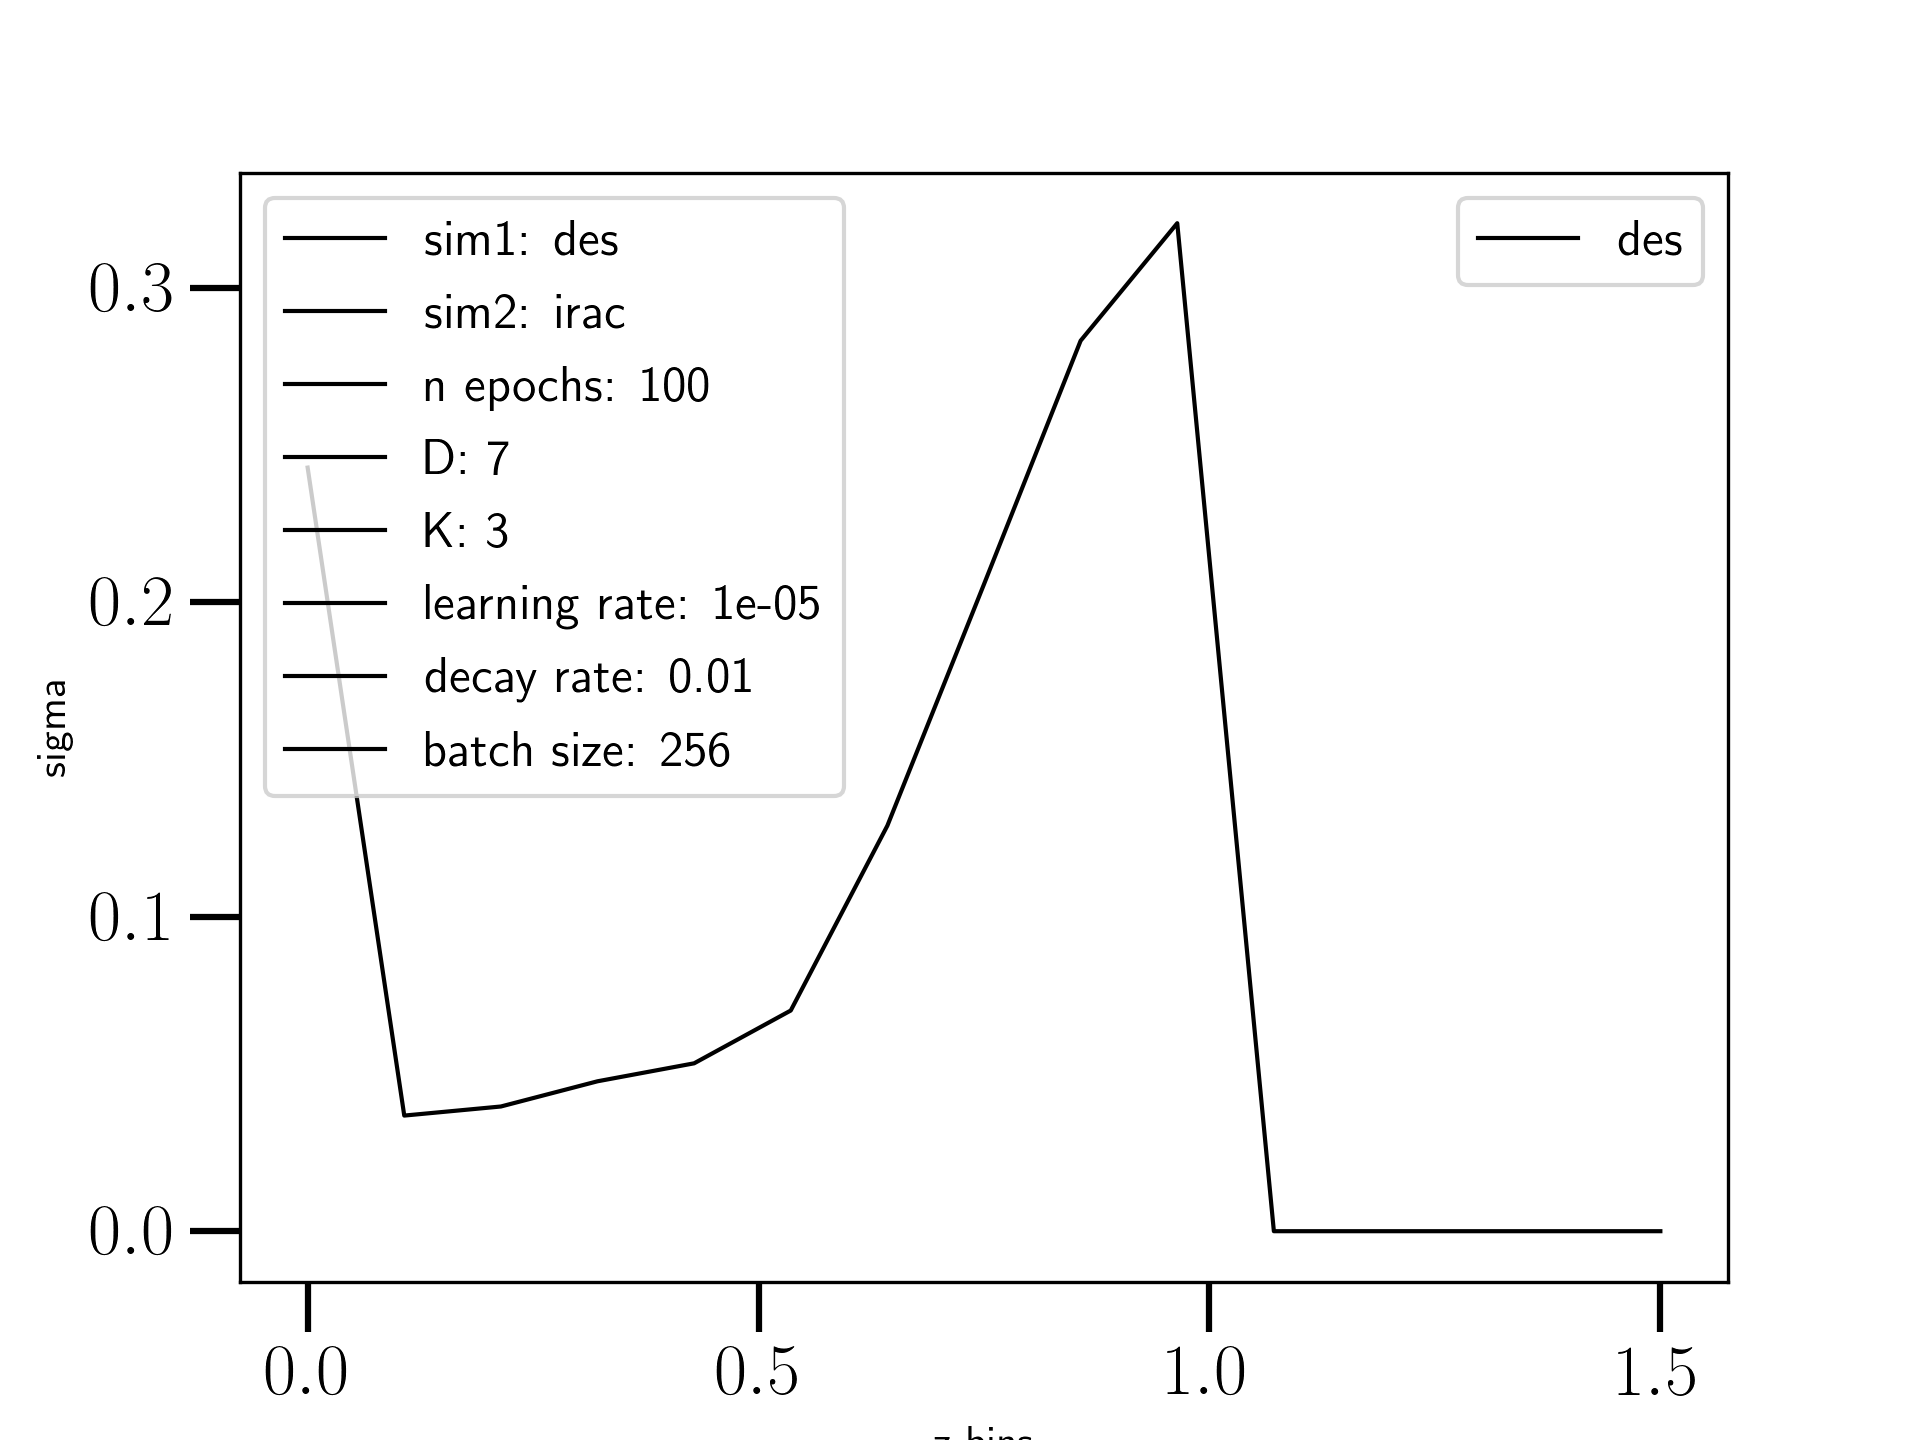 sim1: des
sim2: irac
n epochs: 100
D: 7
K: 3
learning rate: 1e-05
decay rate: 0.01
batch size: 256
des
0.3
0.2
0.1
0.0
sigma
0.0 0.5 1.0 1.5
z bins